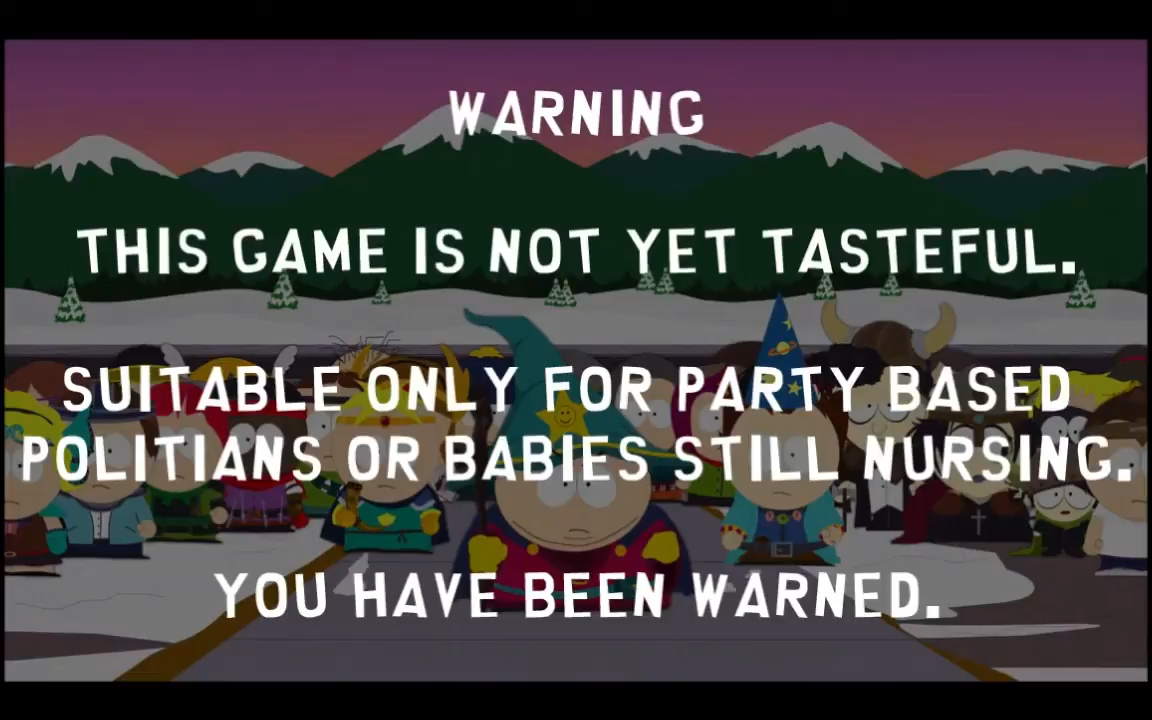 WARNING
THIS GAME IS NOT YET TASTEFUL.
SUITABLE ONLY FOR PARTY BASED
POLITIANS OR BABIES STILL NURSING.
YOU HAVE BEEN WARNED.